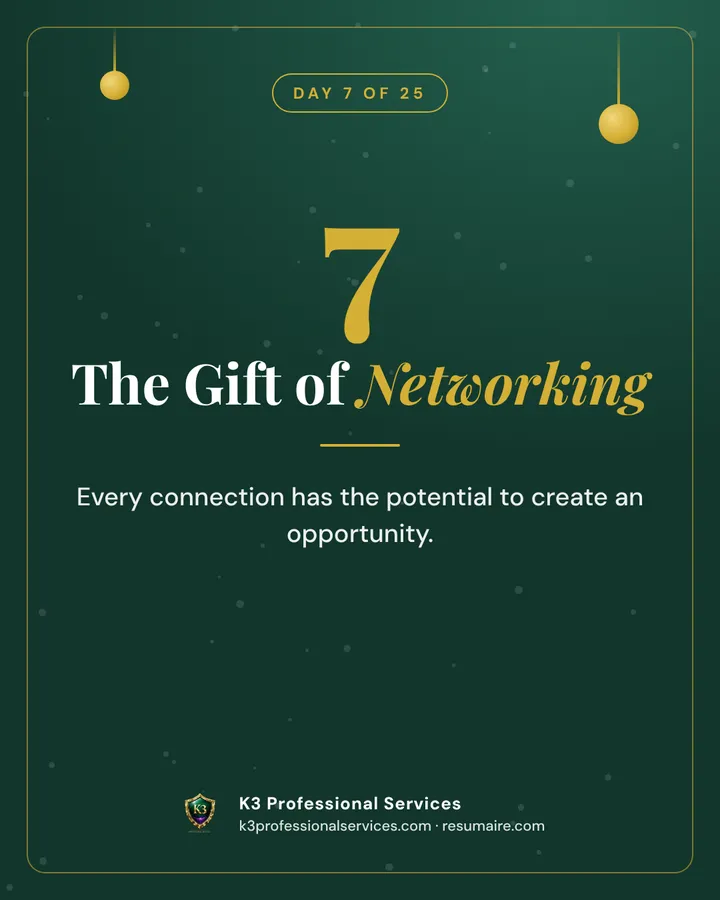 DAY 7 OF 25
7
The Gift of Networking
Every connection has the potential to create an
opportunity.
K3
K3 Professional Services
k3professionalservices.com · resumaire.com